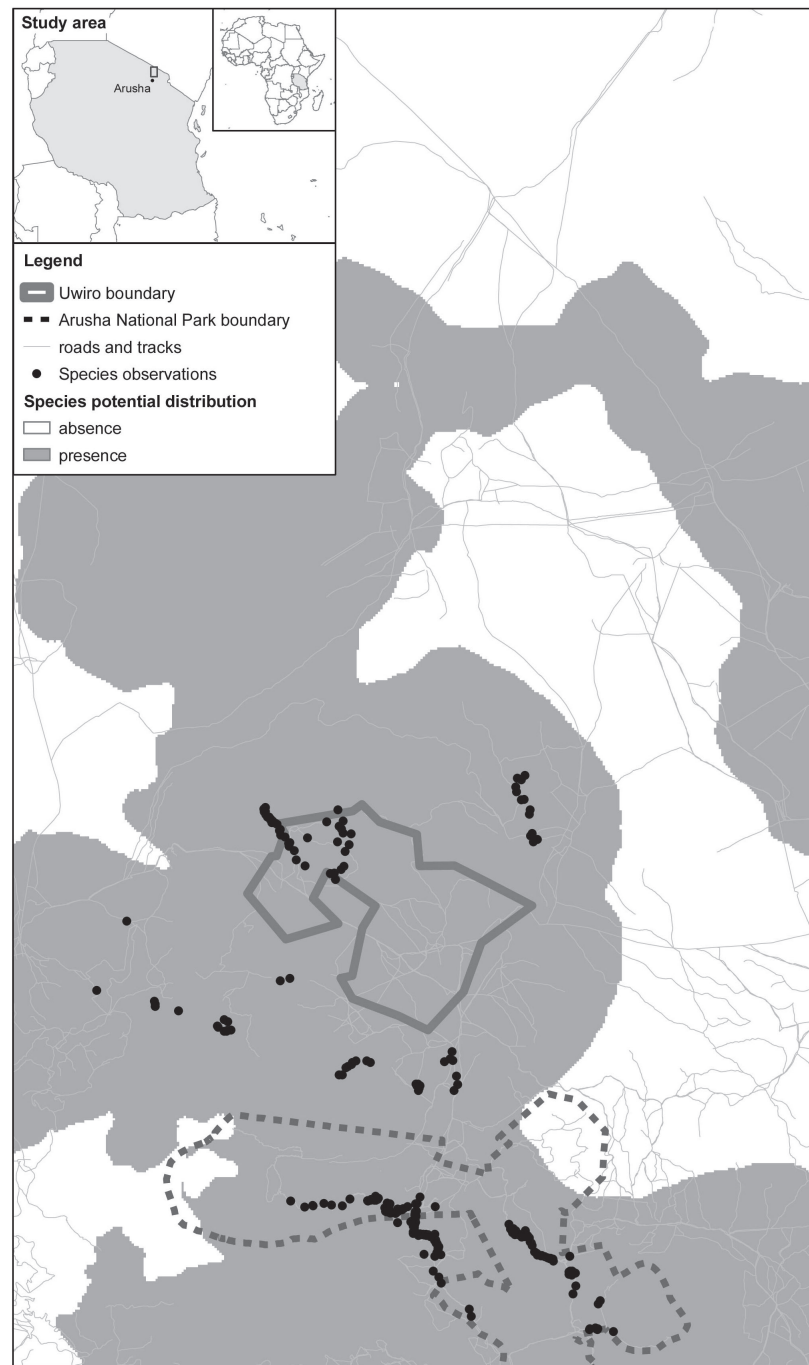 Study area
Arusha
Legend
Uwiro boundary
Arusha National Park boundary
roads and tracks
Species observations
Species potential distribution
absence
presence